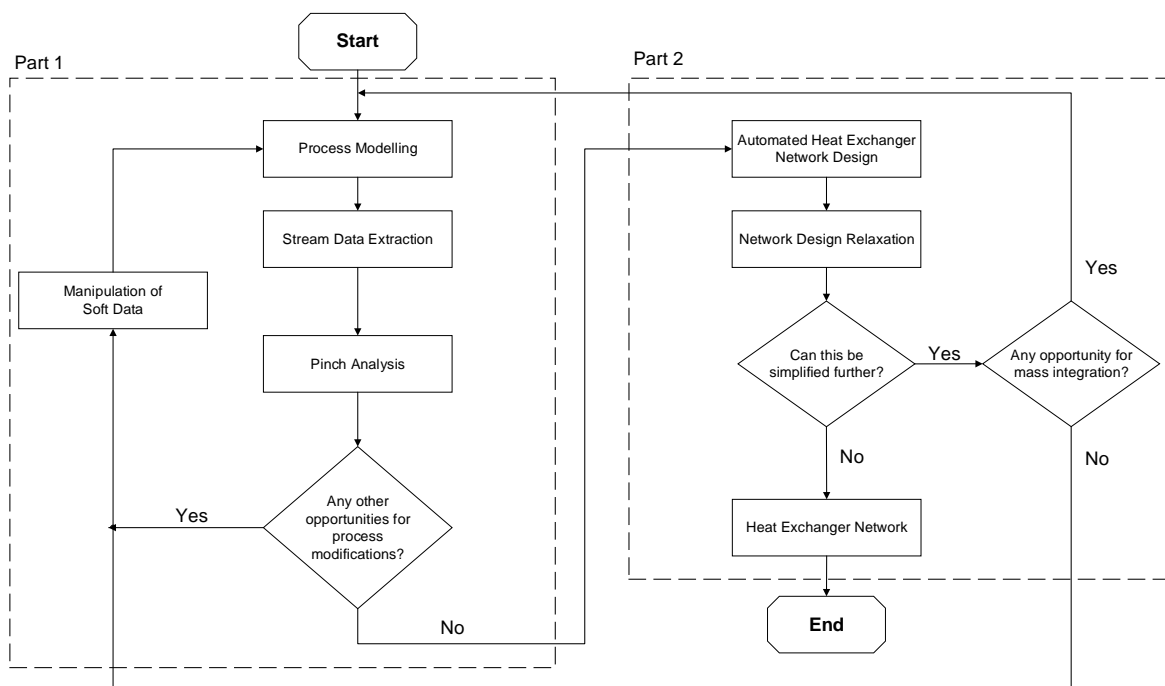 Start
Part 1
Process Modelling
Stream Data Extraction
Manipulation of
Soft Data
Pinch Analysis
Any other
opportunities for
process
modifications?
Yes
No
Part 2
Automated Heat Exchanger
Network Design
Network Design Relaxation
Can this be
simplified further?
Yes
Any opportunity for
mass integration?
Yes
No
No
Heat Exchanger Network
End